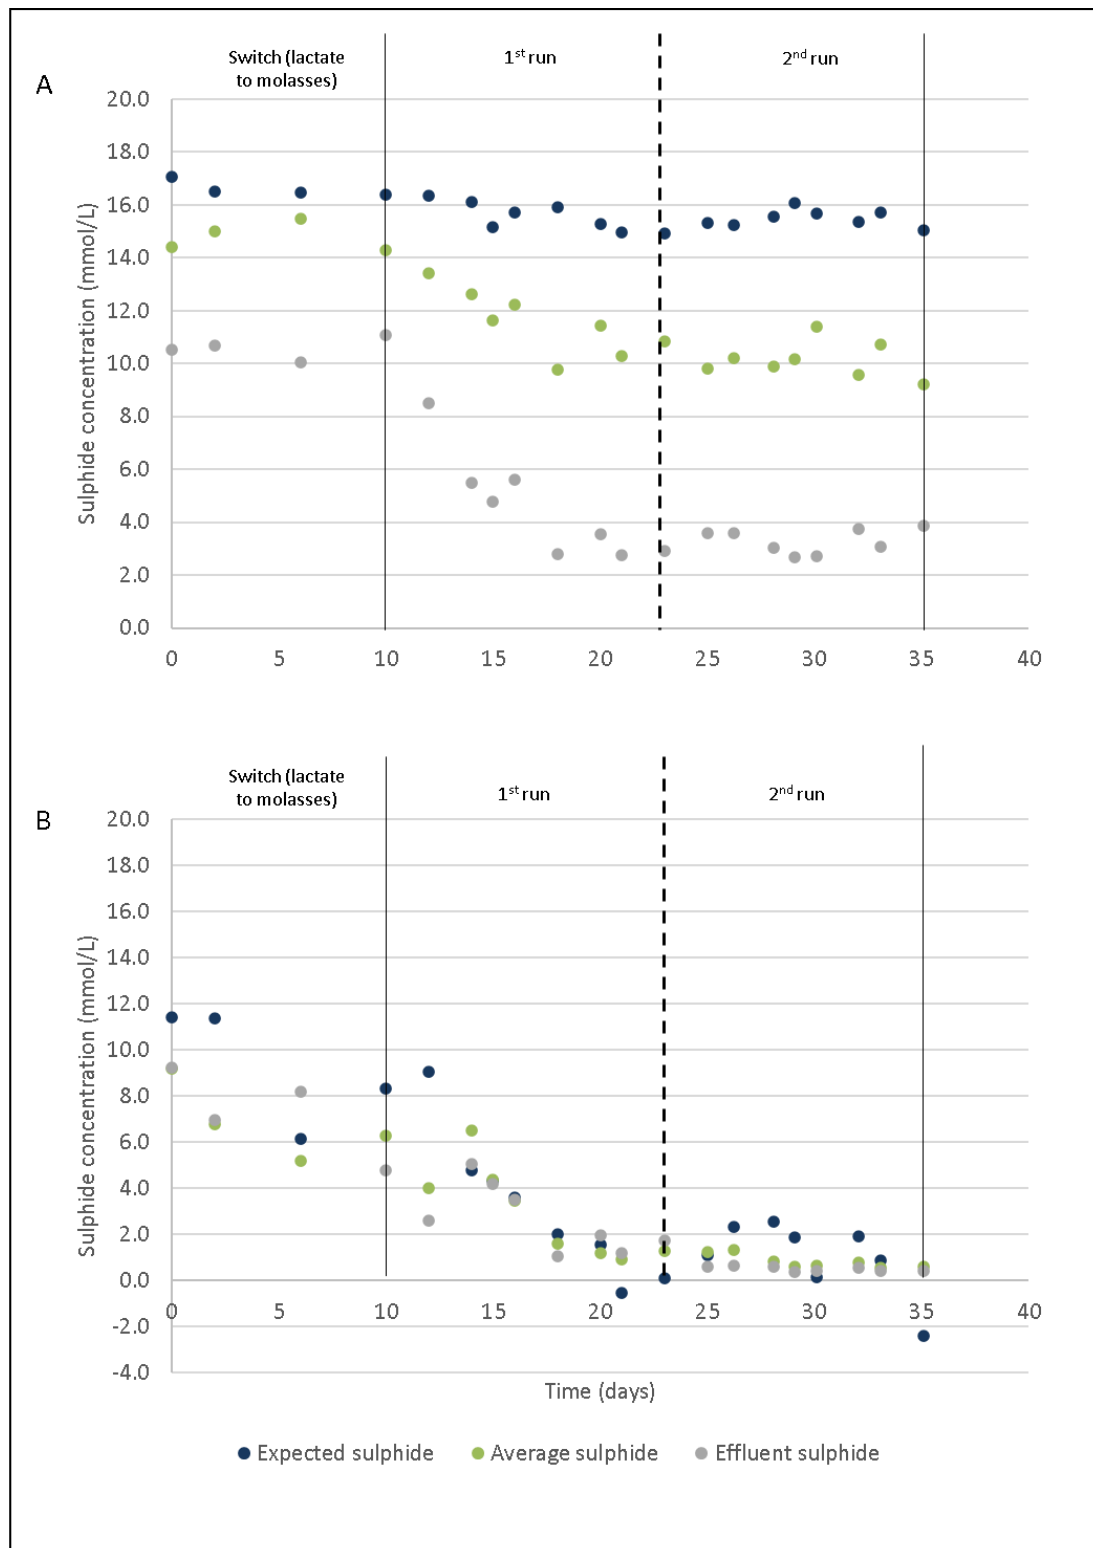 Switch (lactate
to molasses)
1st run
2nd run
A
20.0
18.0
16.0
14.0
12.0
10.0
8.0
6.0
4.0
2.0
0.0
Sulphide concentration (mmol/L)
0 5 10 15 20 25 30 35 40
Switch (lactate
to molasses)
1st run
2nd run
B
20.0
18.0
16.0
14.0
12.0
10.0
8.0
6.0
4.0
2.0
0.0
-2.0
-4.0
Sulphide concentration (mmol/L)
0 5 10 15 20 25 30 35 40
Time (days)
Expected sulphide Average sulphide Effluent sulphide